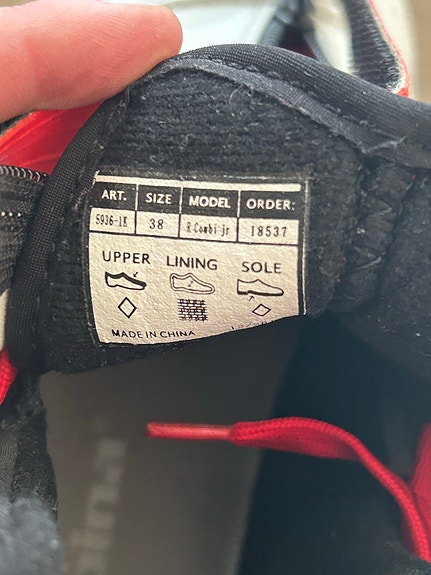 ART. SIZE MODEL ORDER:
5936-1K 38 R Combi jr 18537
UPPER LINING SOLE
MADE IN CHINA